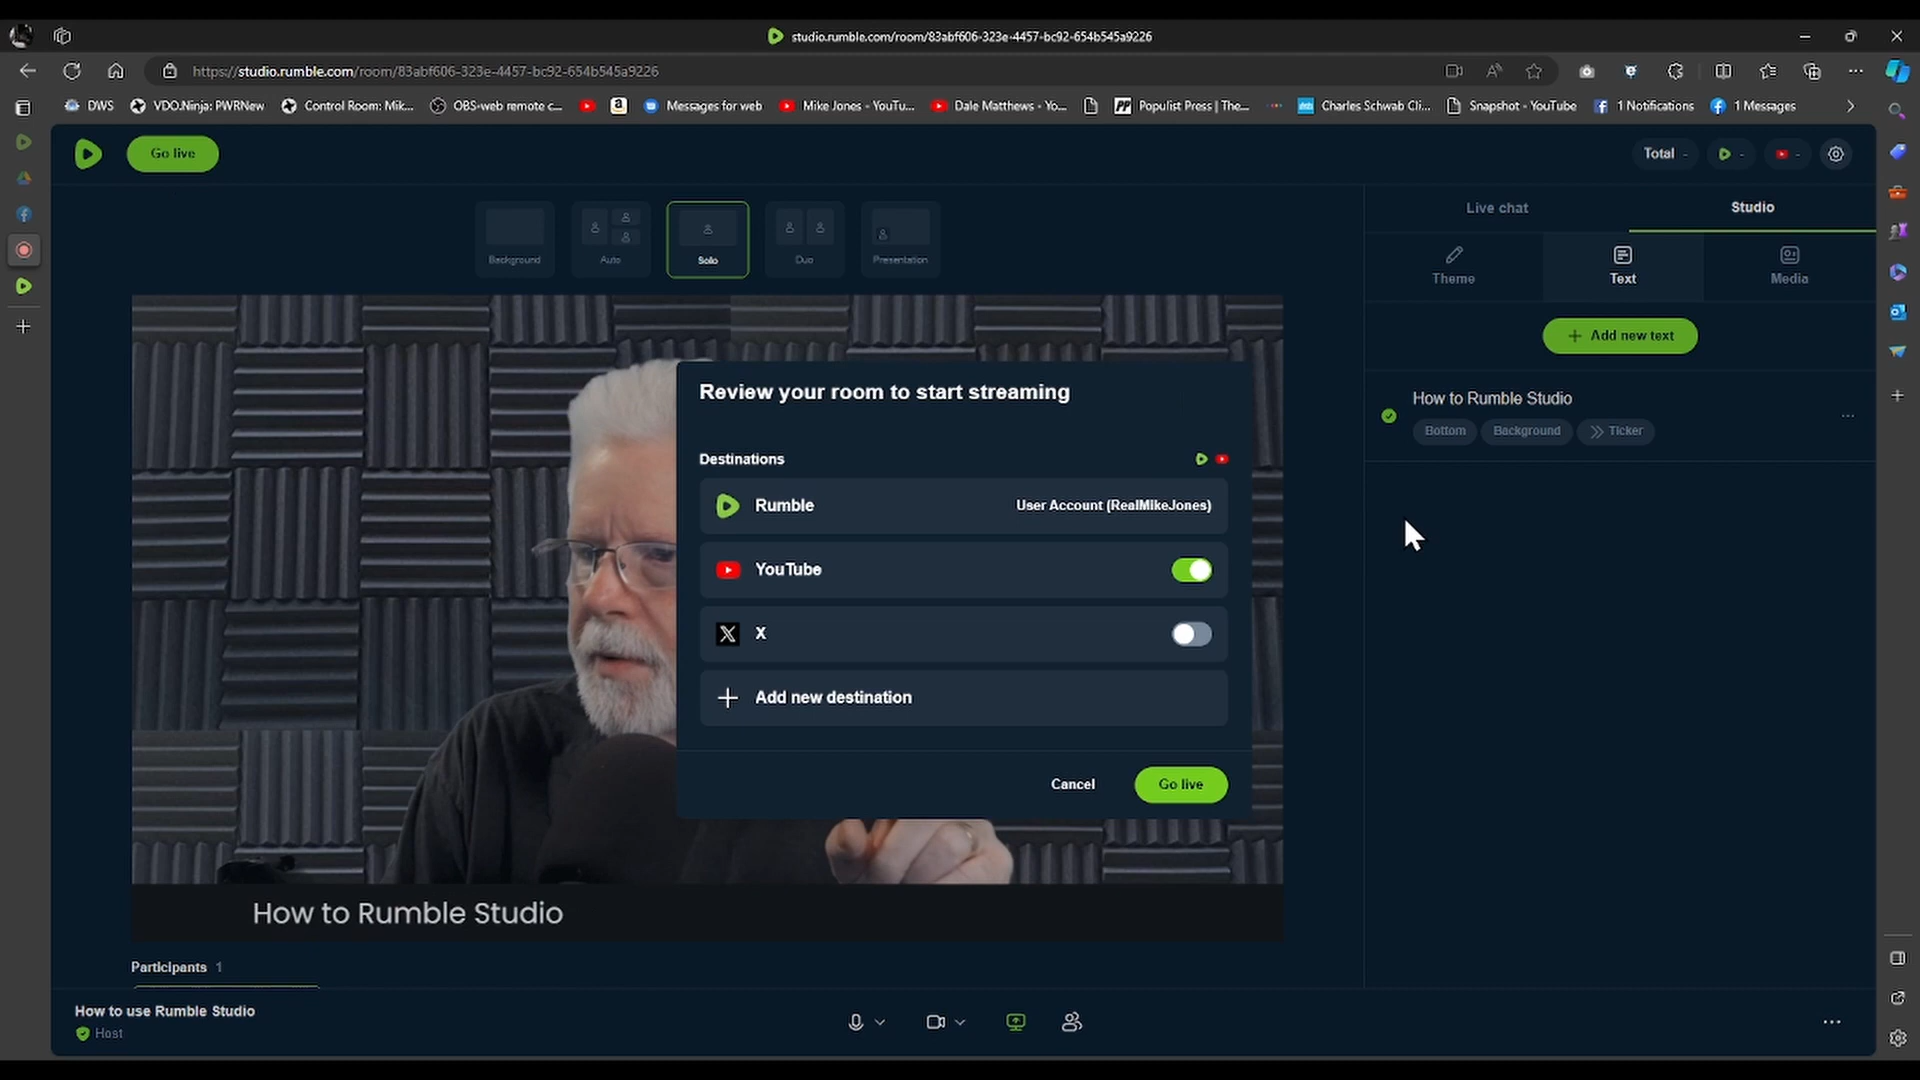 studio.rumble.com/room/83abf606-323e-4457-bc92-654b545a9226
https://studio.rumble.com/room/83abf606-323e-4457-bc92-654b545a9226
DWS
VDO.Ninja: PWRNew
Control Room: Mik...
OBS-web remote c...
Messages for web
Mike Jones - YouTu...
Dale Matthews - Yo...
Populist Press | The...
Charles Schwab Cli...
Snapshot - YouTube
1 Notifications
1 Messages
Go live
Total -
-
-
Background
Auto
Solo
Duo
Presentation
Live chat
Studio
Theme
Text
Media
+ Add new text
How to Rumble Studio
Bottom
Background
Ticker
Review your room to start streaming
Destinations
Rumble
User Account (RealMikeJones)
YouTube
X
Add new destination
Cancel
Go live
How to Rumble Studio
Participants 1
How to use Rumble Studio
Host